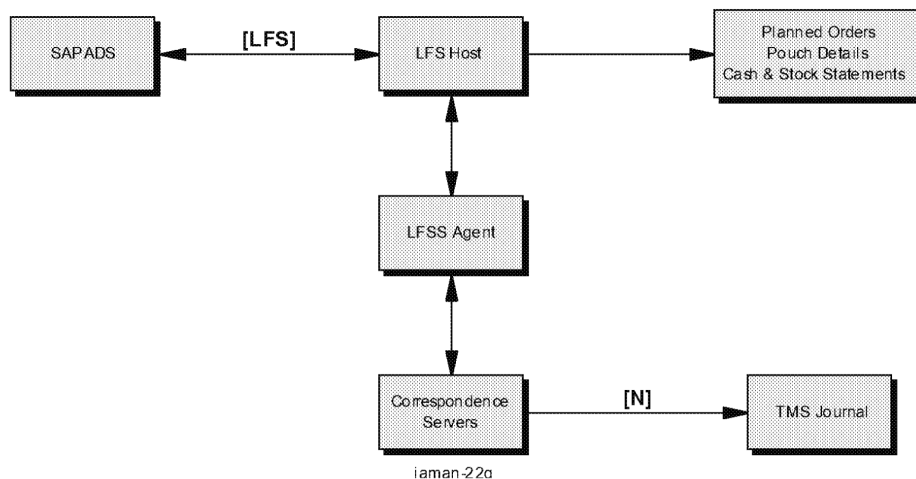 SAPADS
[LFS]
LFS Host
Planned Orders
Pouch Details
Cash & Stock Statements
LFSS Agent
Correspondence
Servers
[N]
TMS Journal
iaman-22g